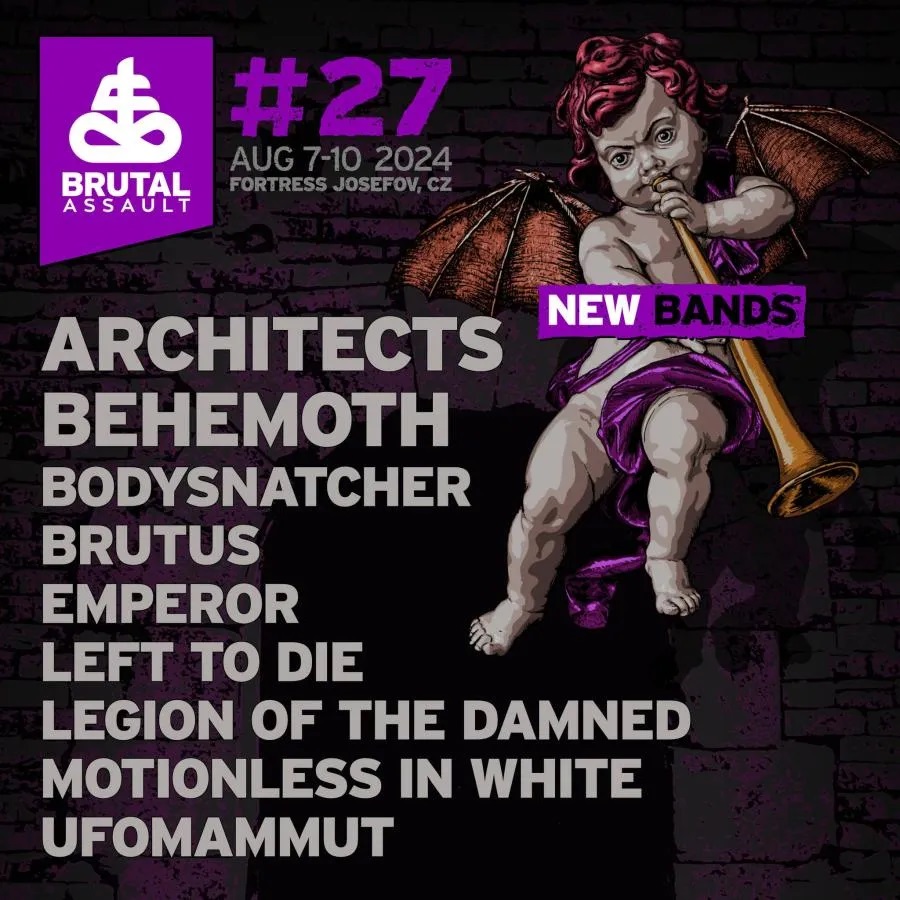 BRUTAL
ASSAULT
#27
AUG 7-10 2024
FORTRESS JOSEFOV, CZ
NEW BANDS
ARCHITECTS
BEHEMOTH
BODYSNATCHER
BRUTUS
EMPEROR
LEFT TO DIE
LEGION OF THE DAMNED
MOTIONLESS IN WHITE
UFOMAMMUT